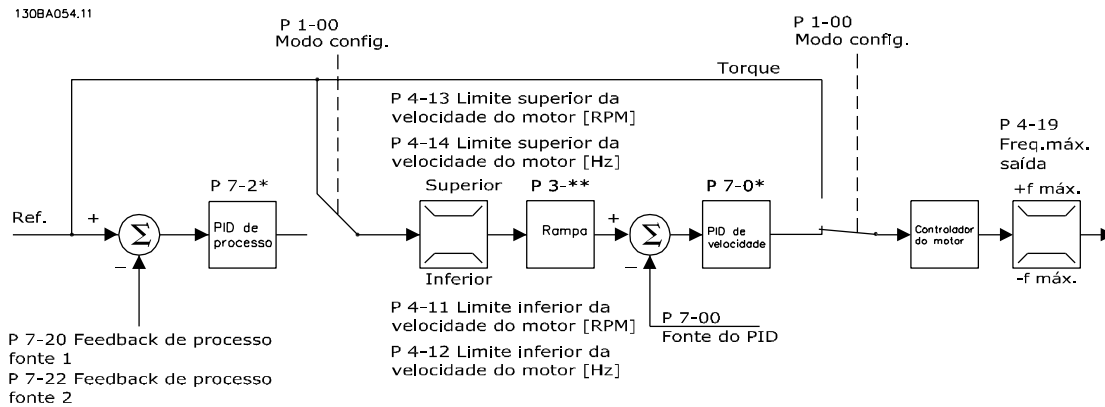 130BA054.11
P 1-00
Modo config.
P 1-00
Modo config.
Torque
P 4-13 Limite superior da
velocidade do motor [RPM]
P 4-14 Limite superior da
velocidade do motor [Hz]
P 4-19
Freq.máx.
saída
P 7-2*
Superior
P 3-**
P 7-0*
+f máx.
Ref.
+
Σ
PID de
processo
Rampa
+
Σ
PID de
velocidade
Controlador
do motor
−
Inferior
−
-f máx.
P 7-20 Feedback de processo
fonte 1
P 7-22 Feedback de processo
fonte 2
P 4-11 Limite inferior da
velocidade do motor [RPM]
P 4-12 Limite inferior da
velocidade do motor [Hz]
P 7-00
Fonte do PID